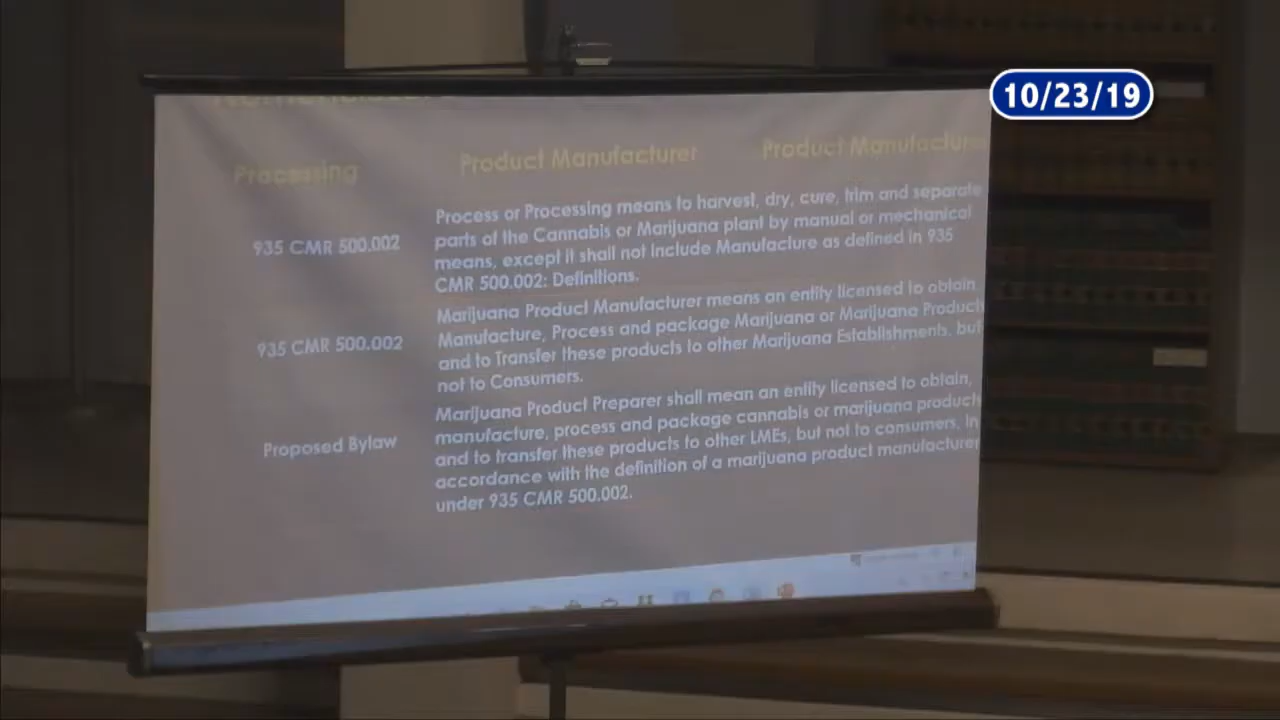 10/23/19
Processing
Product Manufacturer
Product Manufacture
935 CMR 500.002
Process or Processing means to harvest, dry, cure, trim and separate
parts of the Cannabis or Marijuana plant by manual or mechanical
means, except it shall not include Manufacture as defined in 935
CMR 500.002: Definitions.
935 CMR 500.002
Marijuana Product Manufacturer means an entity licensed to obtain
Manufacture, Process and package Marijuana or Marijuana Product
and to Transfer these products to other Marijuana Establishments, but
not to Consumers.
Proposed Bylaw
Marijuana Product Preparer shall mean an entity licensed to obtain,
manufacture, process and package cannabis or marijuana product
and to transfer these products to other LMEs, but not to consumers, in
accordance with the definition of a marijuana product manufacturer
under 935 CMR 500.002.